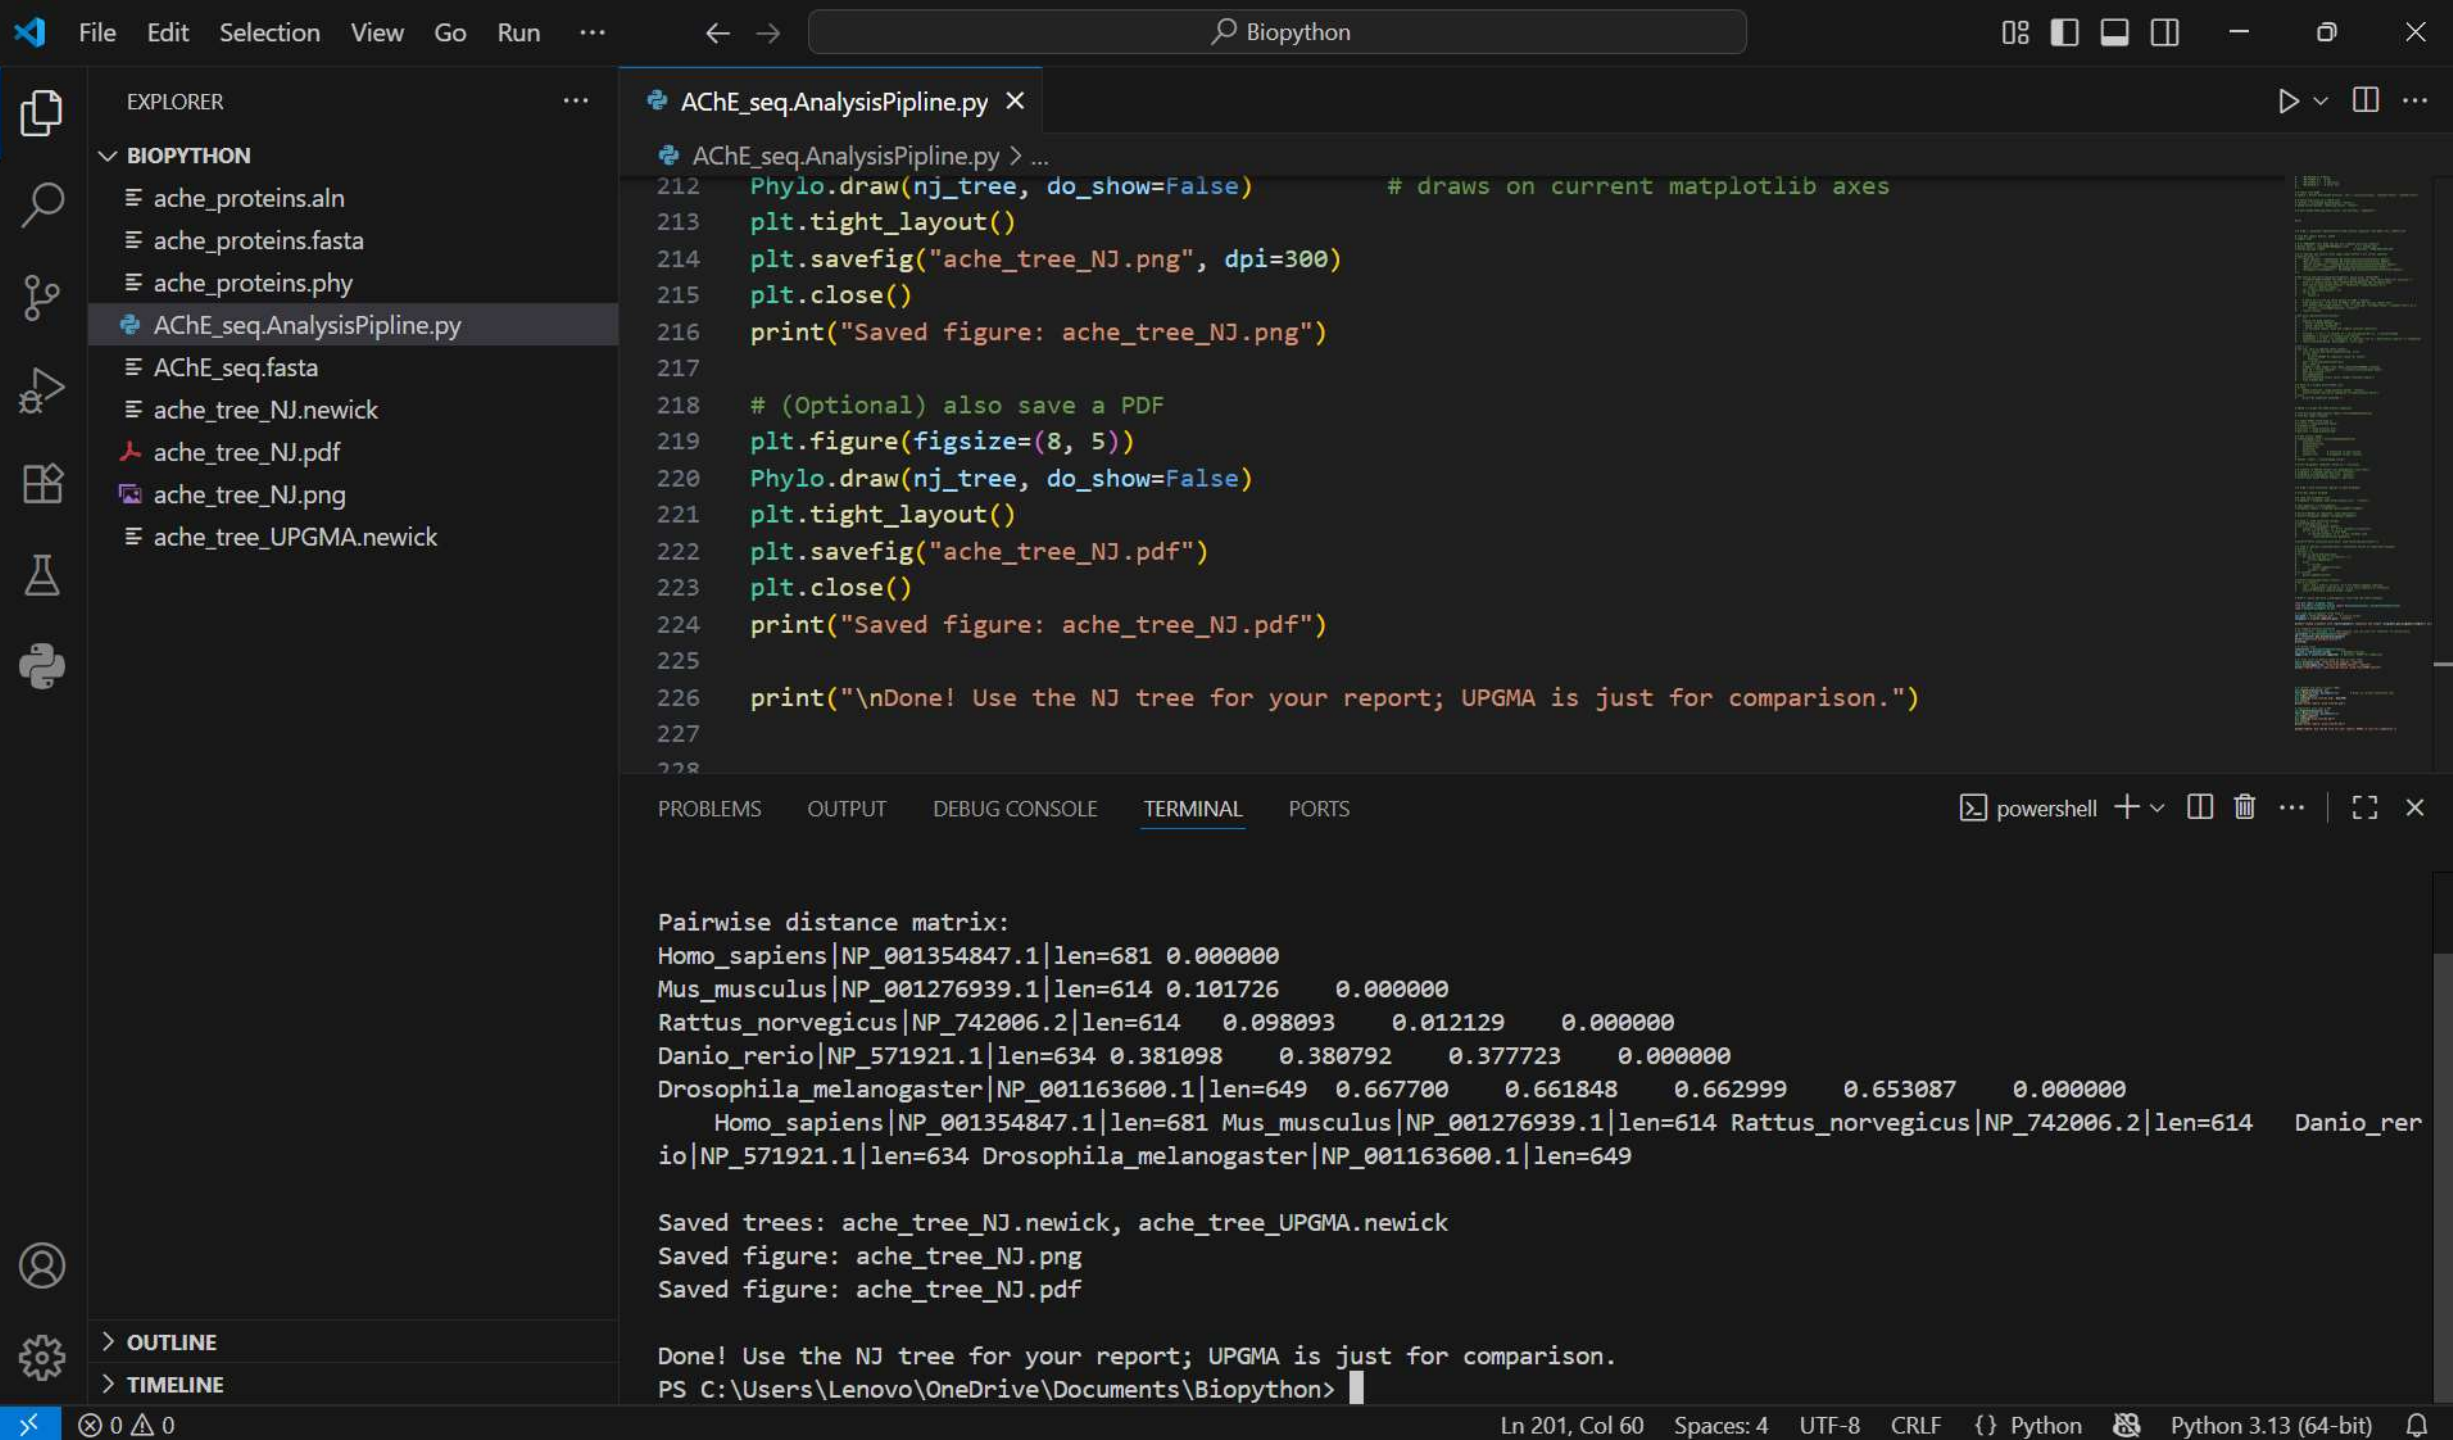 File Edit Selection View Go Run ...
Biopython
EXPLORER
BIOPYTHON
ache_proteins.aln
ache_proteins.fasta
ache_proteins.phy
AChE_seq.AnalysisPipline.py
AChE_seq.fasta
ache_tree_NJ.newick
ache_tree_NJ.pdf
ache_tree_NJ.png
ache_tree_UPGMA.newick
OUTLINE
TIMELINE
AChE_seq.AnalysisPipline.py
AChE_seq.AnalysisPipline.py > ...
212 Phylo.draw(nj_tree, do_show=False) # draws on current matplotlib axes
213 plt.tight_layout()
214 plt.savefig("ache_tree_NJ.png", dpi=300)
215 plt.close()
216 print("Saved figure: ache_tree_NJ.png")
217
218 # (Optional) also save a PDF
219 plt.figure(figsize=(8, 5))
220 Phylo.draw(nj_tree, do_show=False)
221 plt.tight_layout()
222 plt.savefig("ache_tree_NJ.pdf")
223 plt.close()
224 print("Saved figure: ache_tree_NJ.pdf")
225
226 print("\nDone! Use the NJ tree for your report; UPGMA is just for comparison.")
227
228
PROBLEMS OUTPUT DEBUG CONSOLE TERMINAL PORTS
powershell
Pairwise distance matrix:
Homo_sapiens|NP_001354847.1|len=681 0.000000
Mus_musculus|NP_001276939.1|len=614 0.101726 0.000000
Rattus_norvegicus|NP_742006.2|len=614 0.098093 0.012129 0.000000
Danio_rerio|NP_571921.1|len=634 0.381098 0.380792 0.377723 0.000000
Drosophila_melanogaster|NP_001163600.1|len=649 0.667700 0.661848 0.662999 0.653087 0.000000
Homo_sapiens|NP_001354847.1|len=681 Mus_musculus|NP_001276939.1|len=614 Rattus_norvegicus|NP_742006.2|len=614 Danio_rer
io|NP_571921.1|len=634 Drosophila_melanogaster|NP_001163600.1|len=649
Saved trees: ache_tree_NJ.newick, ache_tree_UPGMA.newick
Saved figure: ache_tree_NJ.png
Saved figure: ache_tree_NJ.pdf
Done! Use the NJ tree for your report; UPGMA is just for comparison.
PS C:\Users\Lenovo\OneDrive\Documents\Biopython>
0 0
Ln 201, Col 60 Spaces: 4 UTF-8 CRLF {} Python Python 3.13 (64-bit)